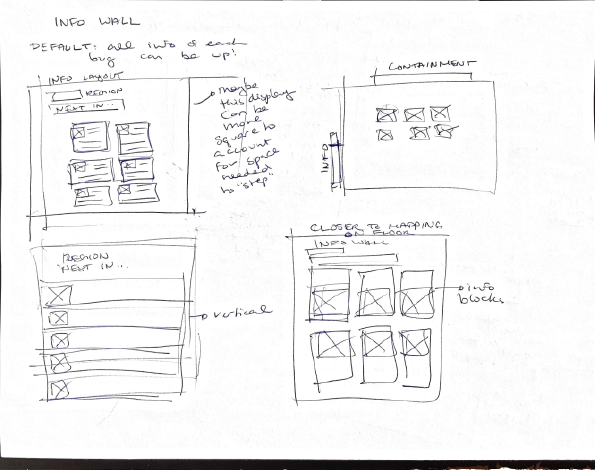 INFO WALL
DEFAULT: all info of each
bug can be up!
INFO LAYOUT
REGION
NEXT IN...
maybe
this display
can be
more
square to
account
for space
needed
to "step"
CONTAINMENT
INFO
REGION
NEXT IN...
vertical
CLOSER TO MAPPING
ON FLOOR
INFO WALL
info
blocks